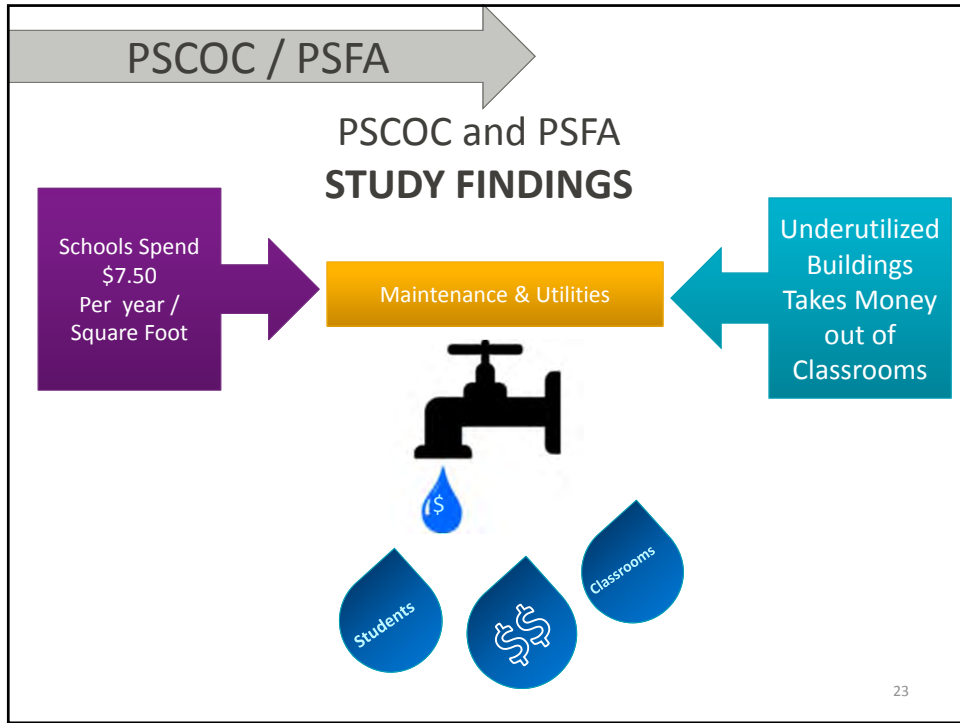 PSCOC / PSFA
PSCOC and PSFA
STUDY FINDINGS
Schools Spend
$7.50
Per year /
Square Foot
Maintenance & Utilities
Underutilized
Buildings
Takes Money
out of
Classrooms
$
Students
$$
Classrooms
23